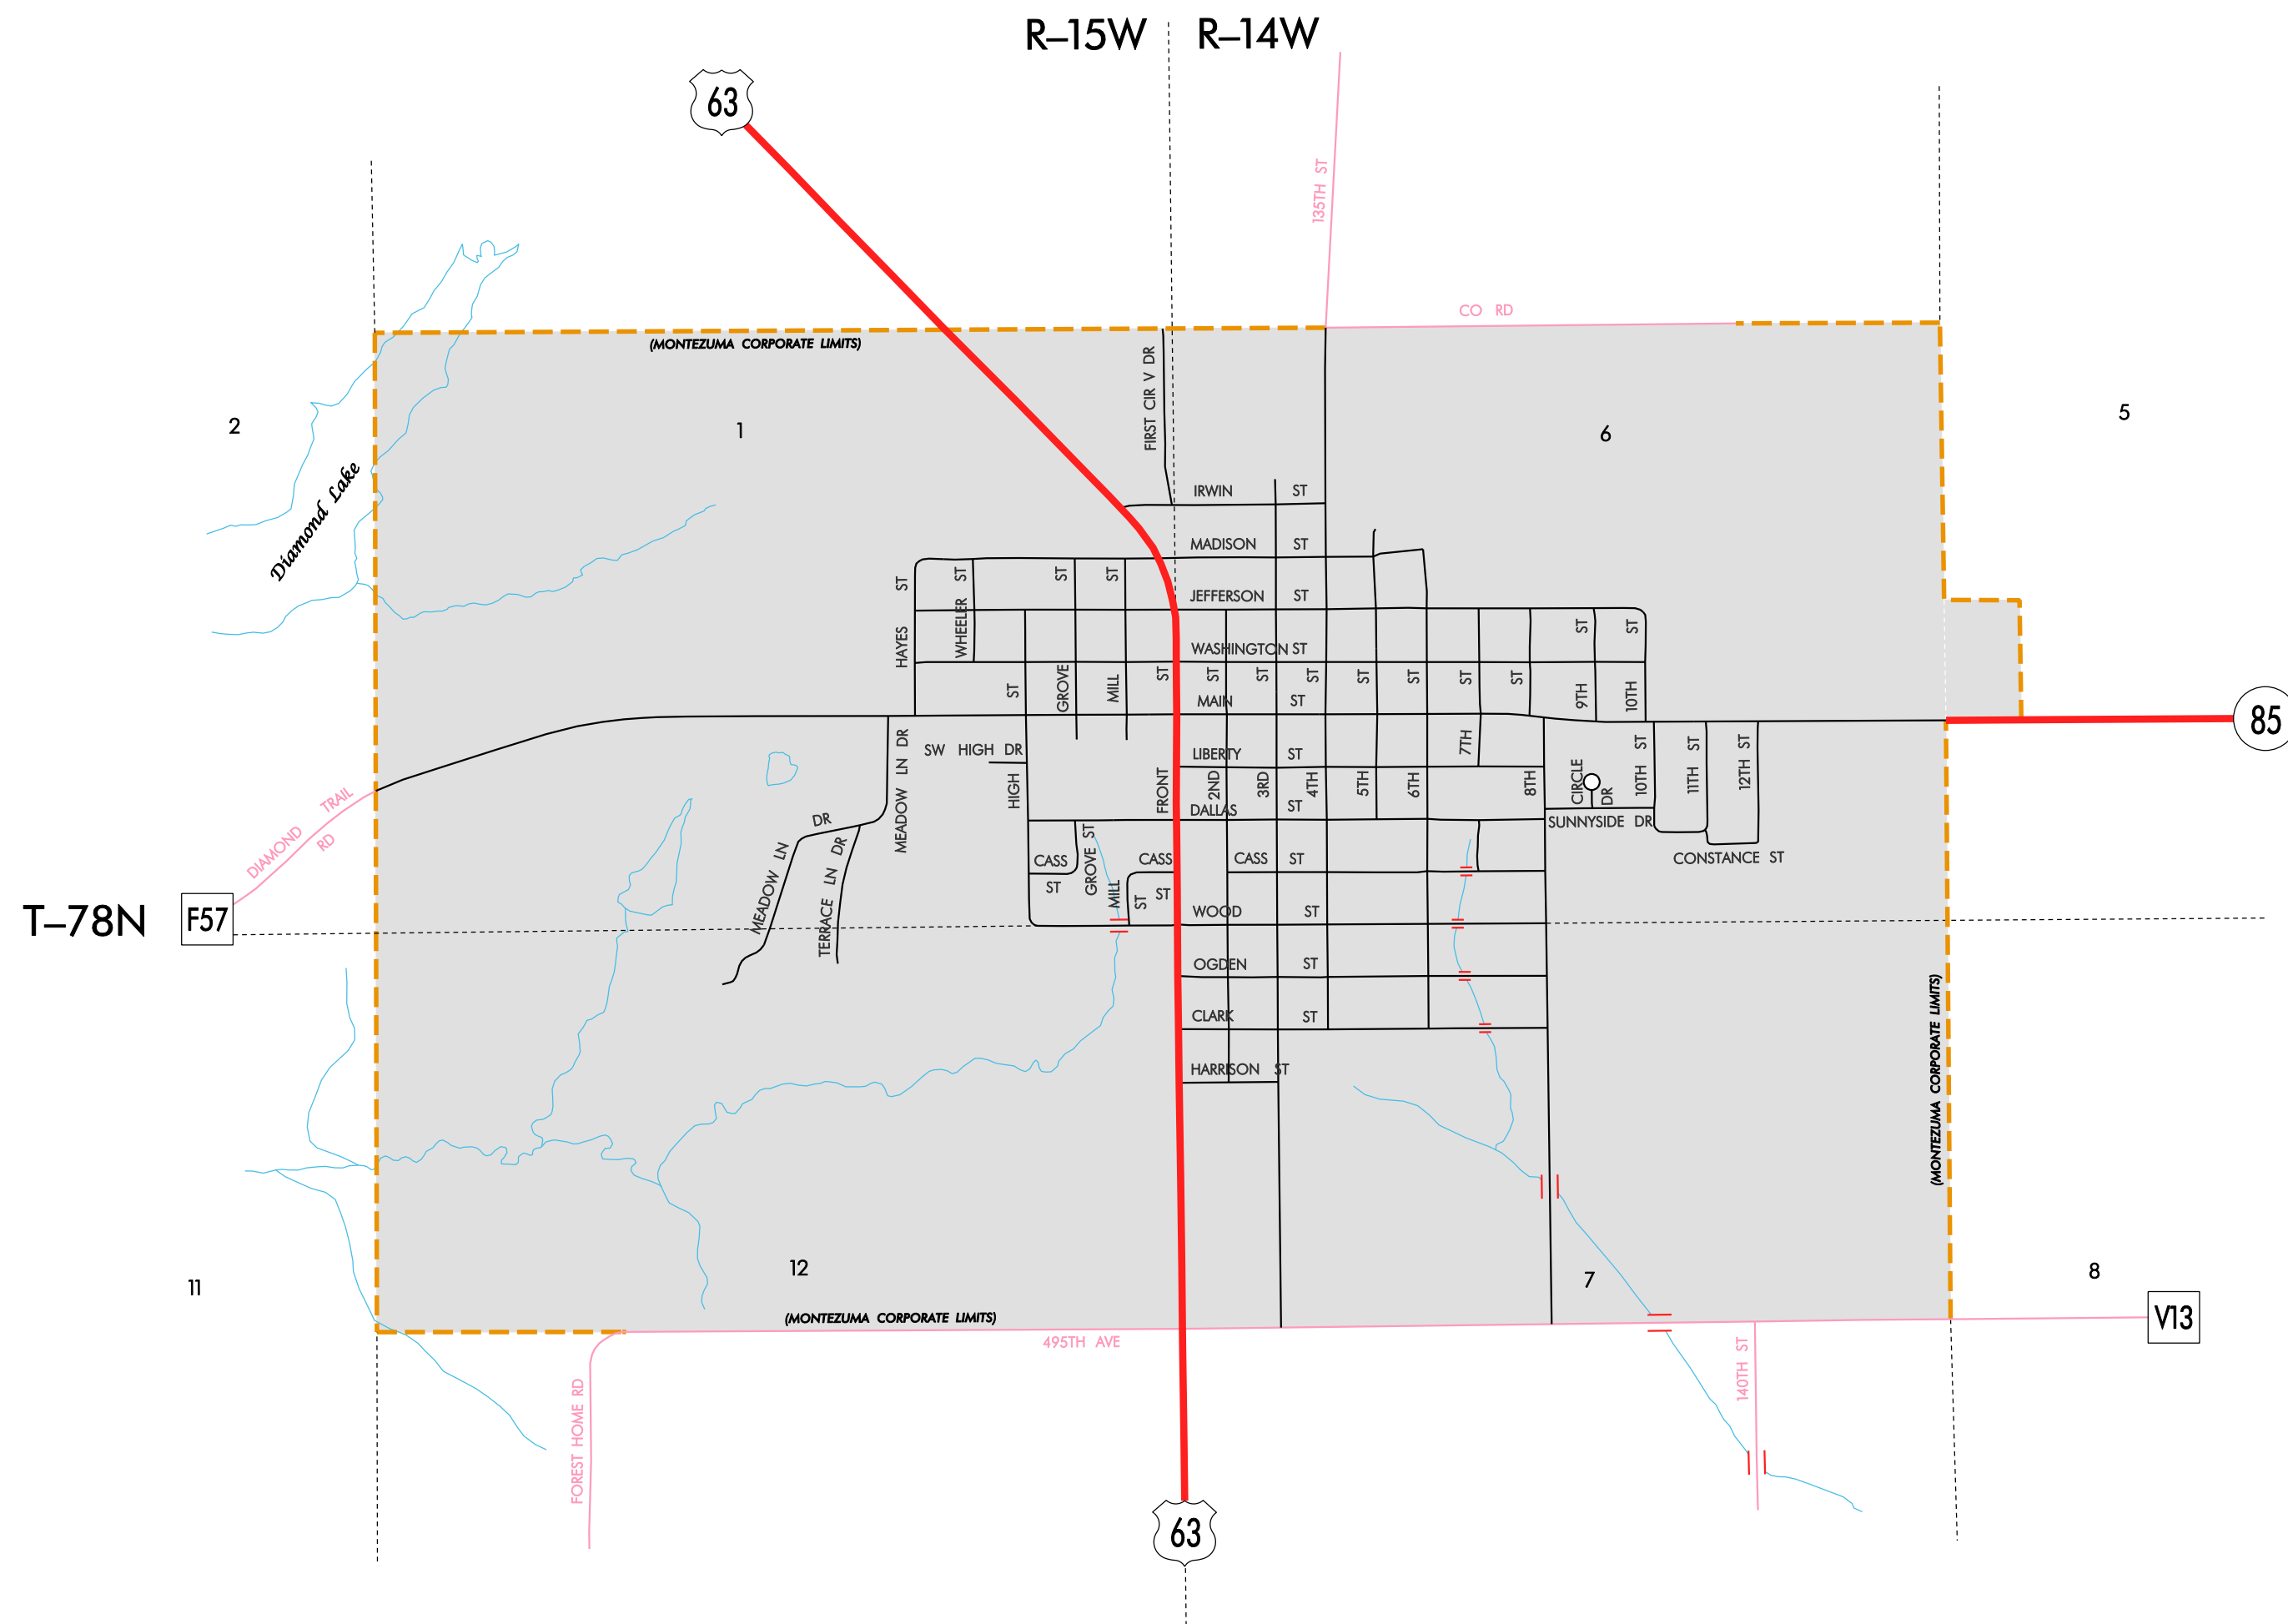 R–15W
R–14W
63
135TH ST
CO RD
(MONTEZUMA CORPORATE LIMITS)
FIRST CIR V DR
2
1
6
5
Diamond Lake
IRWIN ST
MADISON ST
HAYES ST
WHEELER ST
ST
ST
JEFFERSON ST
WASHINGTON ST
9TH ST
10TH ST
HIGH ST
GROVE
MILL
FRONT ST
2ND ST
3RD ST
4TH ST
5TH ST
6TH ST
7TH ST
8TH ST
MAIN ST
85
MEADOW LN DR
SW HIGH DR
LIBERTY ST
CIRCLE DR
10TH ST
11TH ST
12TH ST
DIAMOND TRAIL RD
DALLAS ST
SUNNYSIDE DR
MEADOW LN DR
TERRACE LN DR
CASS ST
GROVE ST
CASS ST
MILL ST
CASS ST
CONSTANCE ST
T–78N
F57
WOOD ST
OGDEN ST
CLARK ST
HARRISON ST
(MONTEZUMA CORPORATE LIMITS)
11
12
7
8
(MONTEZUMA CORPORATE LIMITS)
V13
495TH AVE
FOREST HOME RD
140TH ST
63